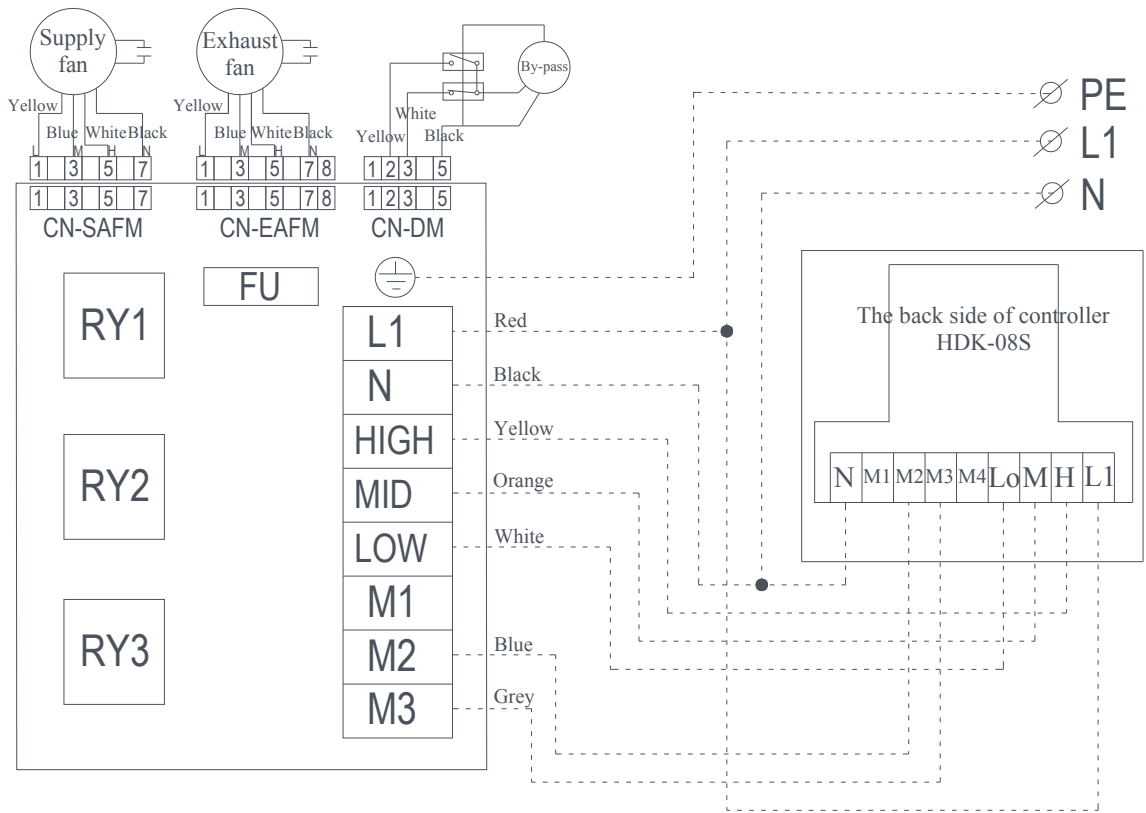 Supply
fan
Exhaust
fan
By-pass
Yellow
Blue
White
Black
Yellow
Blue
White
Black
Yellow
White
Black
L M H N
L M H N
1 3 5 7
1 3 5 7 8
1 2 3 5
1 3 5 7
1 3 5 7 8
1 2 3 5
CN-SAFM
CN-EAFM
CN-DM
PE
L1
N
FU
RY1
RY2
RY3
L1
N
HIGH
MID
LOW
M1
M2
M3
Red
Black
Yellow
Orange
White
Blue
Grey
The back side of controller
HDK-08S
N M1 M2 M3 M4 Lo M H L1